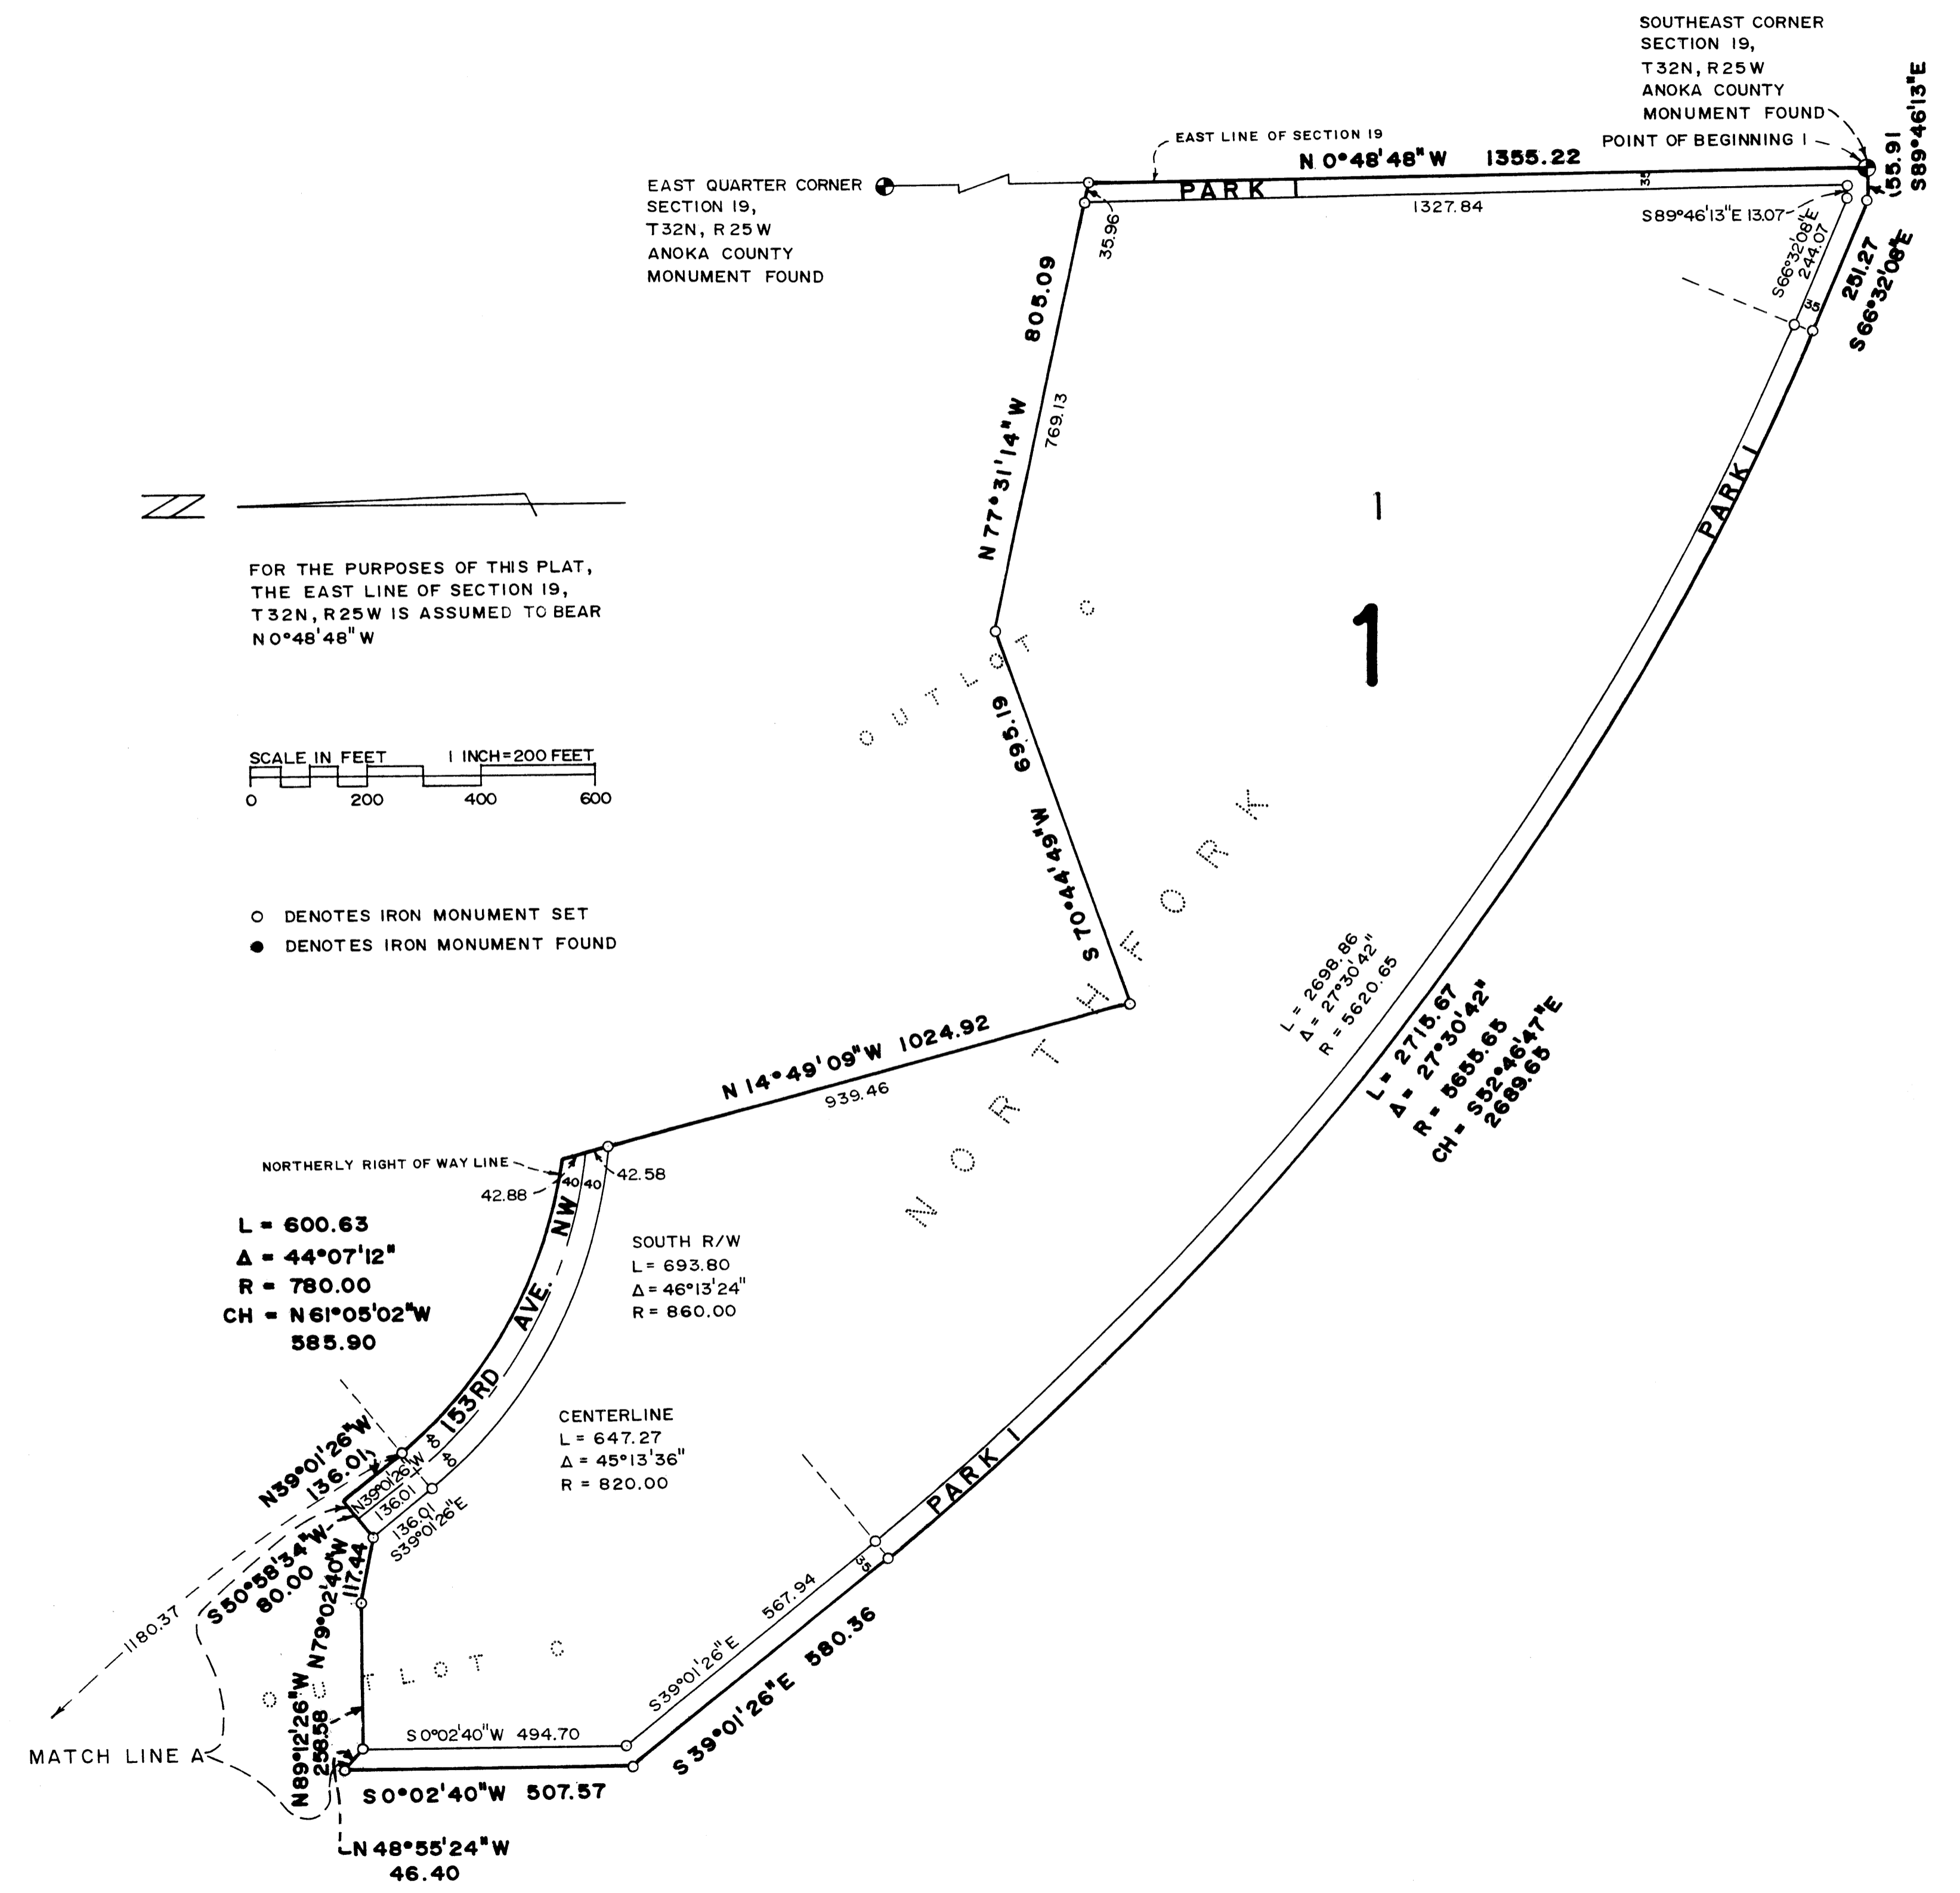 SOUTHEAST CORNER
SECTION 19,
T32N, R25W
ANOKA COUNTY
MONUMENT FOUND
POINT OF BEGINNING 1
55.91
S89°46'13"E
EAST LINE OF SECTION 19
N 0°48'48" W 1355.22
EAST QUARTER CORNER
SECTION 19,
T32N, R25W
ANOKA COUNTY
MONUMENT FOUND
PARK 1
35
1327.84
S89°46'13"E 13.07
35.96
S66°32'08"E
244.07
35
251.27
S66°32'08"E
805.09
769.13
N77°31'14"W
PARK 1
1
1
N
FOR THE PURPOSES OF THIS PLAT,
THE EAST LINE OF SECTION 19,
T32N, R25W IS ASSUMED TO BEAR
N0°48'48"W
OUTLOT C
695.19
S70°44'49"W
SCALE IN FEET 1 INCH=200 FEET
0 200 400 600
NORTH FORK
DENOTES IRON MONUMENT SET
DENOTES IRON MONUMENT FOUND
L = 2698.86
Δ = 27°30'42"
R = 5620.65
L = 2715.67
Δ = 27°30'42"
R = 5655.65
CH = S52°46'47"E
2689.65
N14°49'09"W 1024.92
939.46
NORTHERLY RIGHT OF WAY LINE
42.88
40 40
42.58
L = 600.63
Δ = 44°07'12"
R = 780.00
CH = N61°05'02"W
585.90
SOUTH R/W
L = 693.80
Δ = 46°13'24"
R = 860.00
153RD AVE. NW
CENTERLINE
L = 647.27
Δ = 45°13'36"
R = 820.00
N39°01'26"W
136.01
40
40
N39°01'26"W
136.01
136.01
S39°01'26"E
S50°58'34"W
80.00
1180.37
PARK 1
35
N79°02'40"W
117.44
567.94
S39°01'26"E
S39°01'26"E 580.36
OUTLOT C
N89°12'26"W
258.58
MATCH LINE A
S0°02'40"W 494.70
S0°02'40"W 507.57
N48°55'24"W
46.40